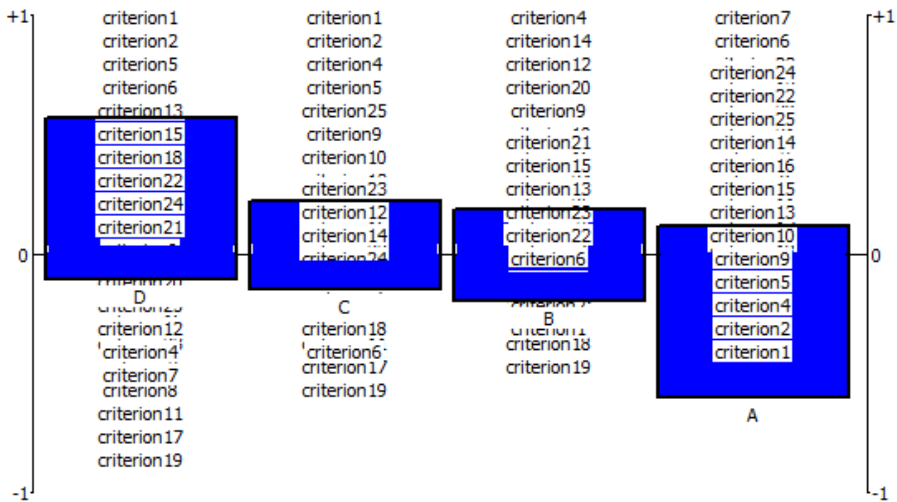 +1
0
-1
criterion1
criterion2
criterion5
criterion6
criterion13
criterion15
criterion18
criterion22
criterion24
criterion21
D
criterion12
criterion4
criterion7
criterion8
criterion11
criterion17
criterion19
criterion1
criterion2
criterion4
criterion5
criterion25
criterion9
criterion10
criterion23
criterion12
criterion14
criterion24
C
criterion18
criterion6
criterion17
criterion19
criterion4
criterion14
criterion12
criterion20
criterion9
criterion21
criterion15
criterion13
criterion23
criterion22
criterion6
B
criterion1
criterion18
criterion19
criterion7
criterion6
criterion24
criterion22
criterion25
criterion14
criterion16
criterion15
criterion13
criterion10
criterion9
criterion5
criterion4
criterion2
criterion1
A
+1
0
-1